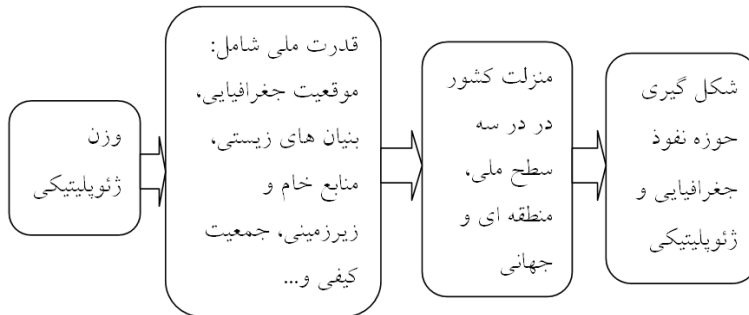 وزن
ژئوپلیتیکی
قدرت ملی شامل:
موقعیت جغرافیایی،
بنیان های زیستی،
منابع خام و
زیرزمینی، جمعیت
کیفی و...
منزلت کشور
در در سه
سطح ملی،
منطقه ای و
جهانی
شکل گیری
حوزه نفوذ
جغرافیایی و
ژئوپلیتیکی